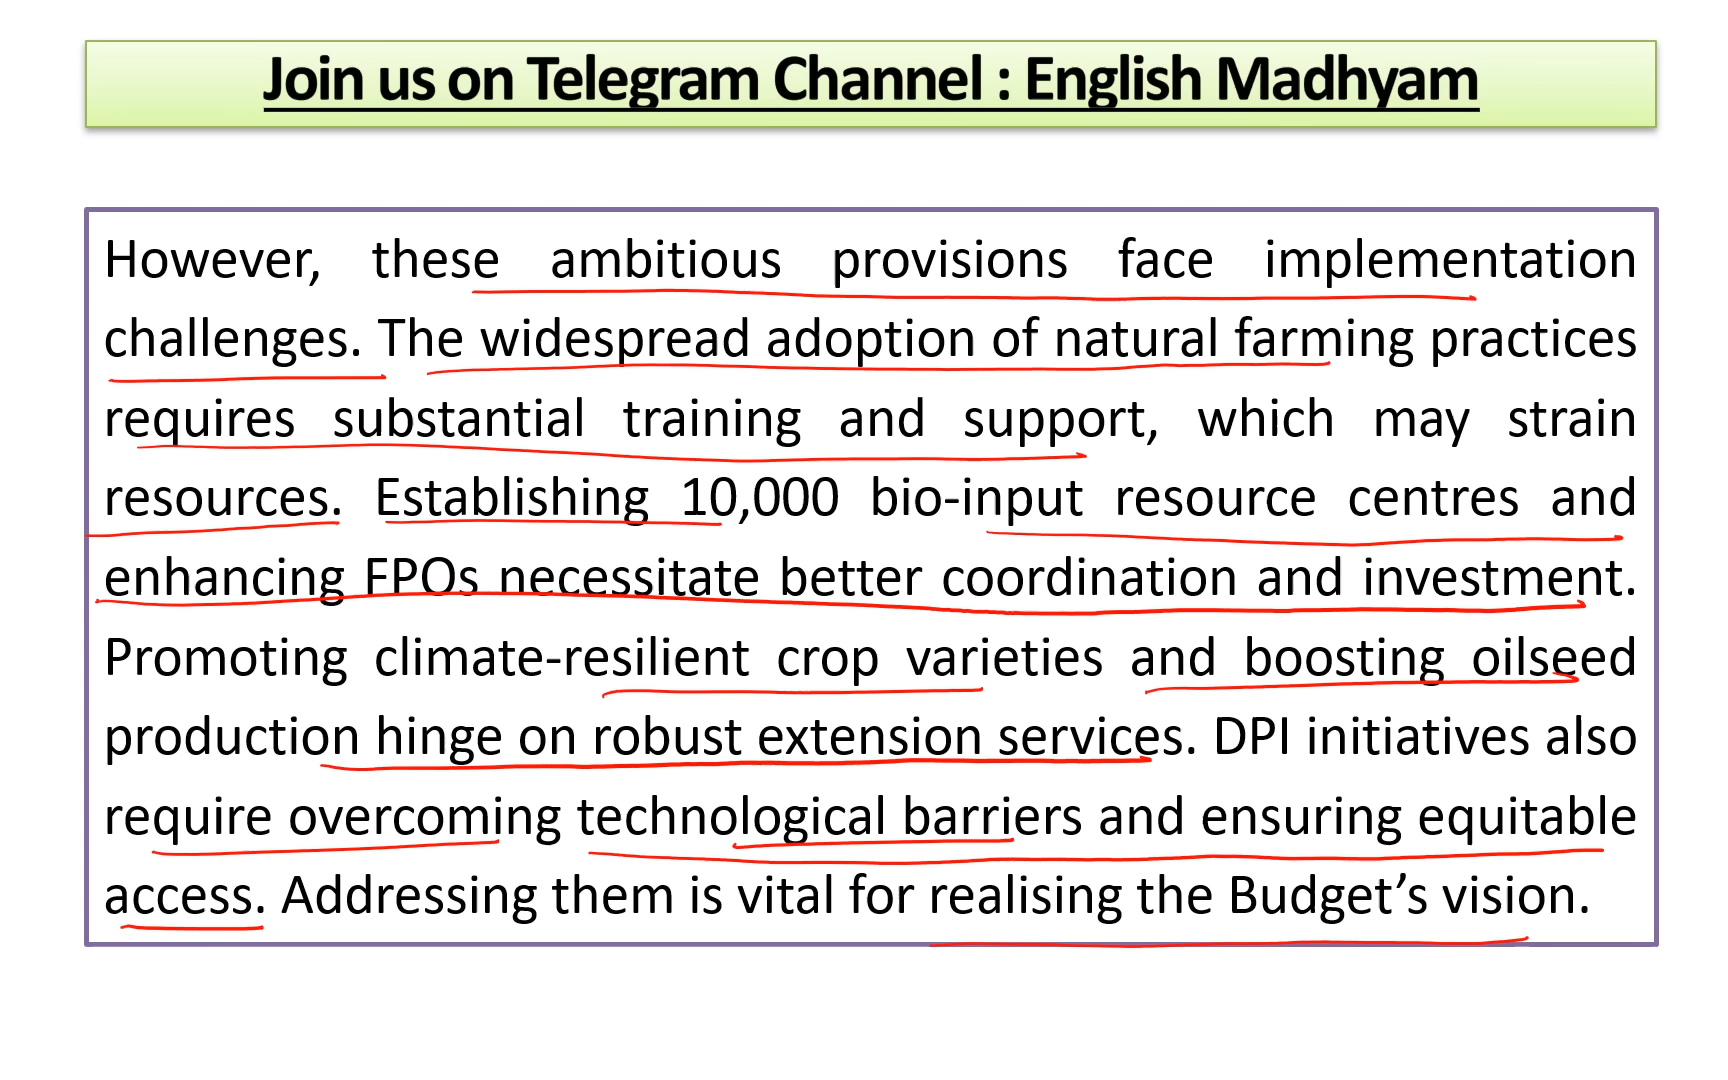 Join us on Telegram Channel : English Madhyam
However, these ambitious provisions face implementation
challenges. The widespread adoption of natural farming practices
requires substantial training and support, which may strain
resources. Establishing 10,000 bio-input resource centres and
enhancing FPOs necessitate better coordination and investment.
Promoting climate-resilient crop varieties and boosting oilseed
production hinge on robust extension services. DPI initiatives also
require overcoming technological barriers and ensuring equitable
access. Addressing them is vital for realising the Budget’s vision.